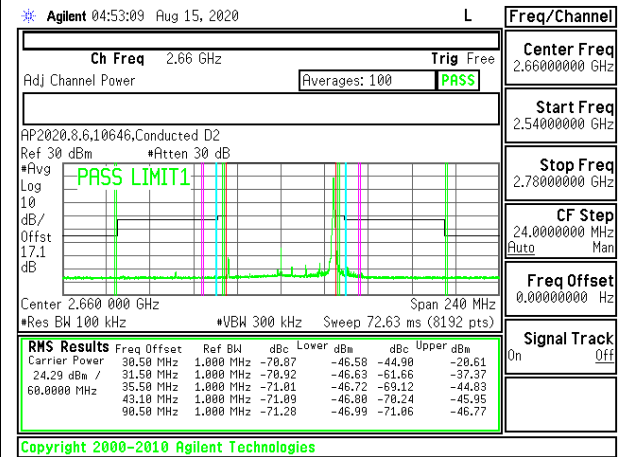 Agilent 04:53:09 Aug 15, 2020 L
Freq/Channel
Ch Freq 2.66 GHz Trig Free
Adj Channel Power Averages: 100 PASS
AP2020.8.6,10646,Conducted D2
Ref 30 dBm #Atten 30 dB
#Avg
Log
10
dB/
Offst
17.1
dB
PASS LIMIT1
Center 2.660 000 GHz Span 240 MHz
#Res BW 100 kHz #VBW 300 kHz Sweep 72.63 ms (8192 pts)
RMS Results Freq Offset Ref BW dBc Lower dBm dBc Upper dBm
Carrier Power 30.50 MHz 1.000 MHz -70.87 -46.58 -44.90 -20.61
24.29 dBm / 31.50 MHz 1.000 MHz -70.92 -46.63 -61.66 -37.37
60.0000 MHz 35.50 MHz 1.000 MHz -71.01 -46.72 -69.12 -44.83
43.10 MHz 1.000 MHz -71.09 -46.80 -70.24 -45.95
90.50 MHz 1.000 MHz -71.28 -46.99 -71.06 -46.77
Copyright 2000-2010 Agilent Technologies
Center Freq
2.66000000 GHz
Start Freq
2.54000000 GHz
Stop Freq
2.78000000 GHz
CF Step
24.0000000 MHz
Auto Man
Freq Offset
0.00000000 Hz
Signal Track
On Off